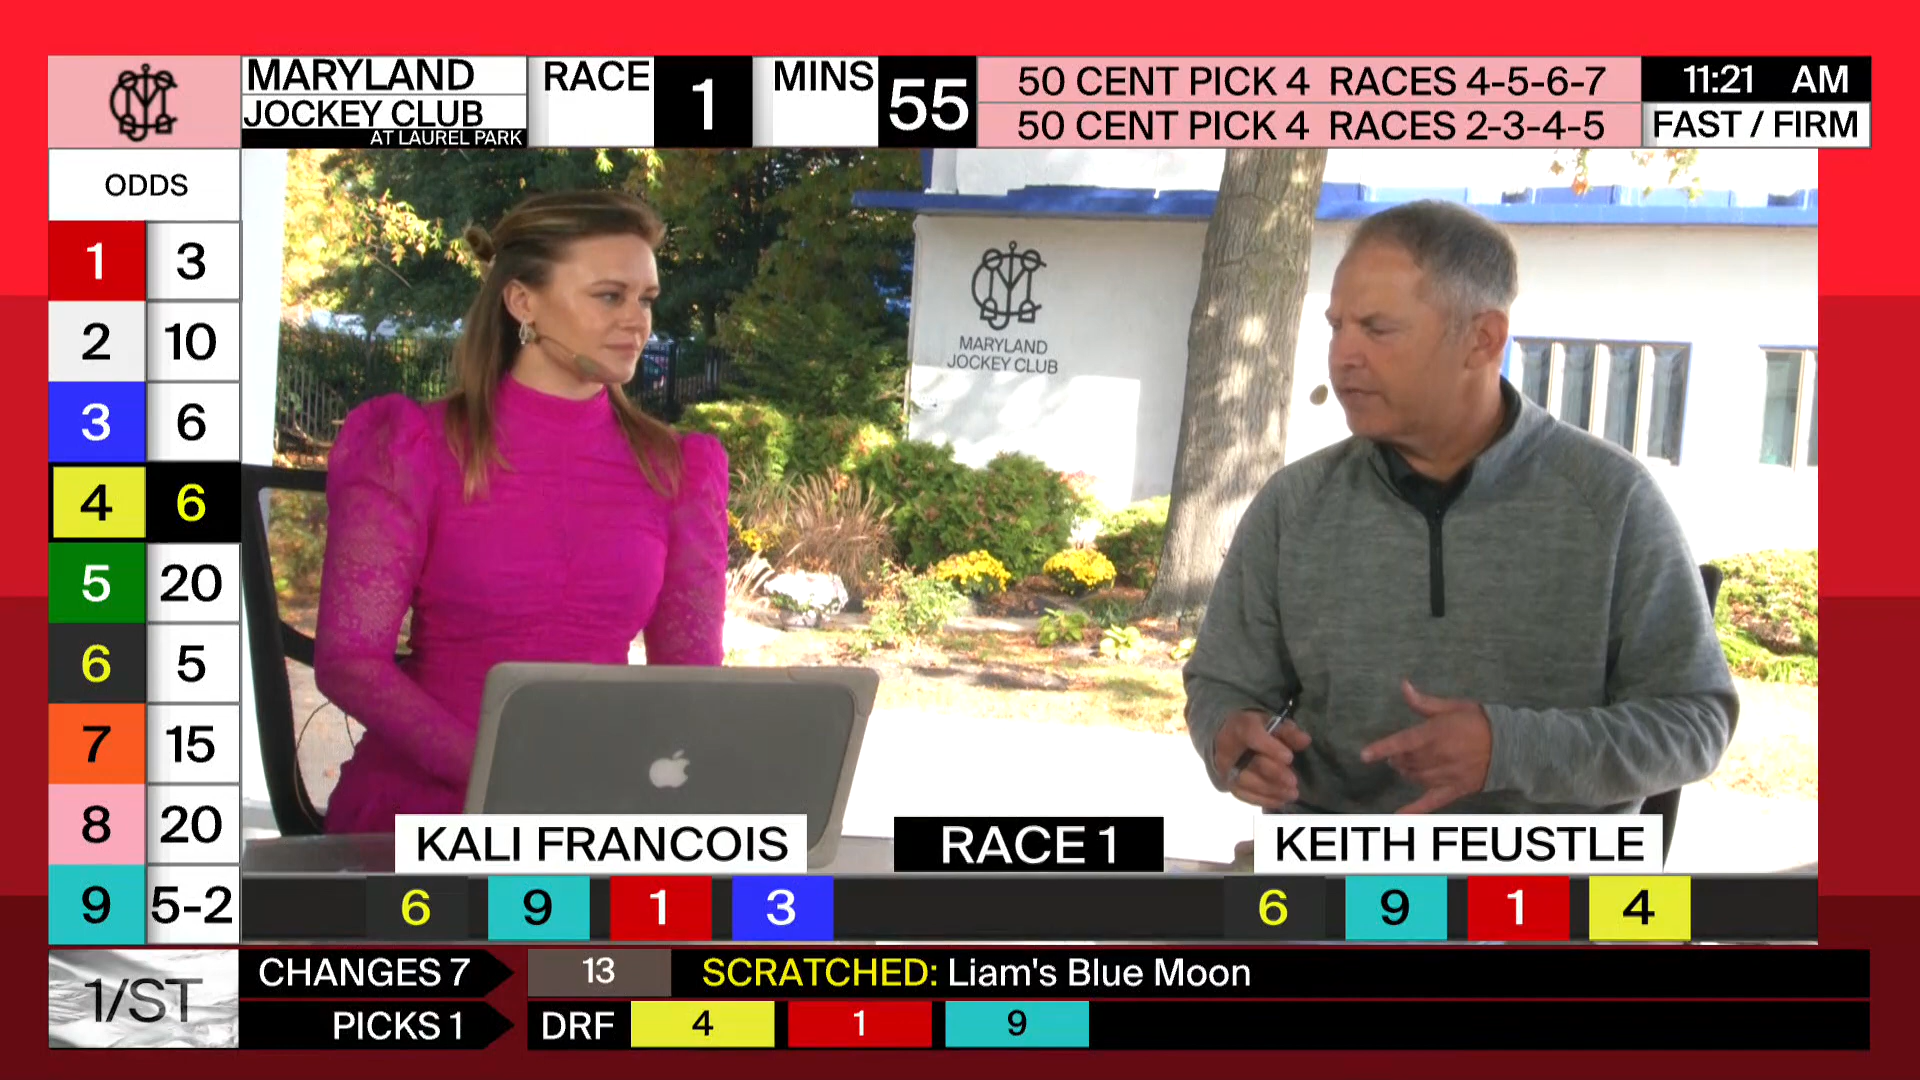 MARYLAND
JOCKEY CLUB
AT LAUREL PARK
RACE 1
MINS 55
50 CENT PICK 4 RACES 4-5-6-7
50 CENT PICK 4 RACES 2-3-4-5
11:21 AM
FAST / FIRM
ODDS
1 3
2 10
3 6
4 6
5 20
6 5
7 15
8 20
9 5-2
MARYLAND
JOCKEY CLUB
KALI FRANCOIS
RACE 1
KEITH FEUSTLE
6 9 1 3
6 9 1 4
1/ST
CHANGES 7
13
SCRATCHED: Liam's Blue Moon
PICKS 1
DRF 4 1 9